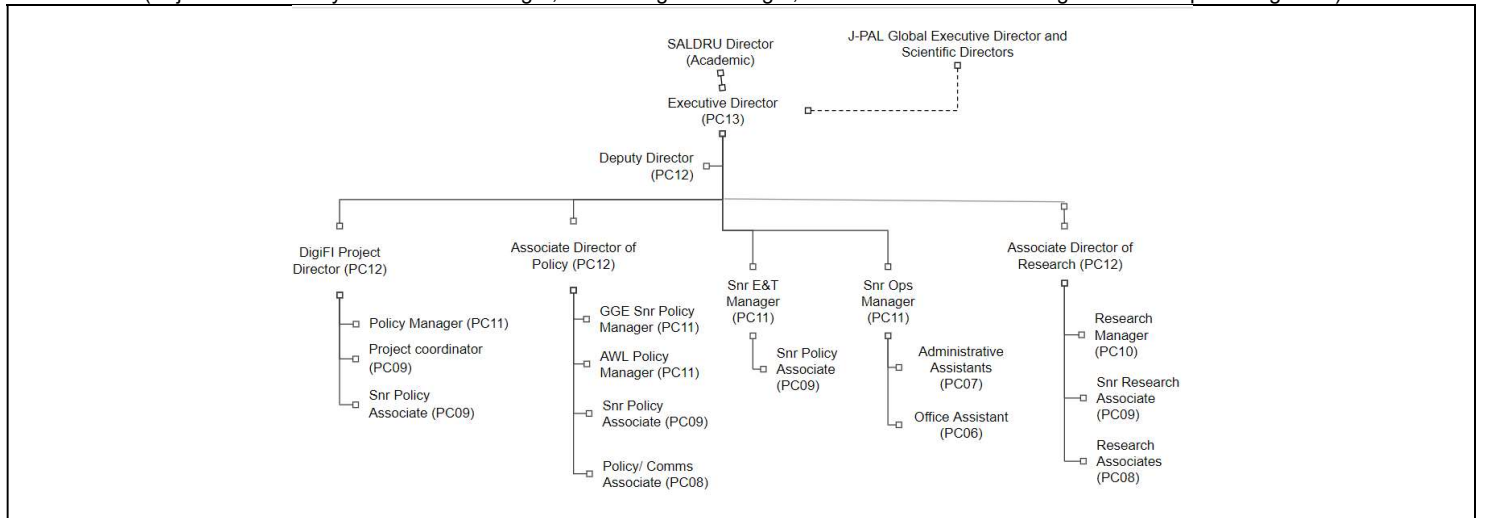 SALDRU Director
(Academic)
J-PAL Global Executive Director and
Scientific Directors
Executive Director
(PC13)
Deputy Director
(PC12)
DigiFI Project
Director (PC12)
Policy Manager (PC11)
Project coordinator
(PC09)
Snr Policy
Associate (PC09)
Associate Director of
Policy (PC12)
GGE Snr Policy
Manager (PC11)
AWL Policy
Manager (PC11)
Snr Policy
Associate (PC09)
Policy/ Comms
Associate (PC08)
Snr E&T
Manager
(PC11)
Snr Policy
Associate
(PC09)
Snr Ops
Manager
(PC11)
Administrative
Assistants
(PC07)
Office Assistant
(PC06)
Associate Director of
Research (PC12)
Research
Manager
(PC10)
Snr Research
Associate
(PC09)
Research
Associates
(PC08)